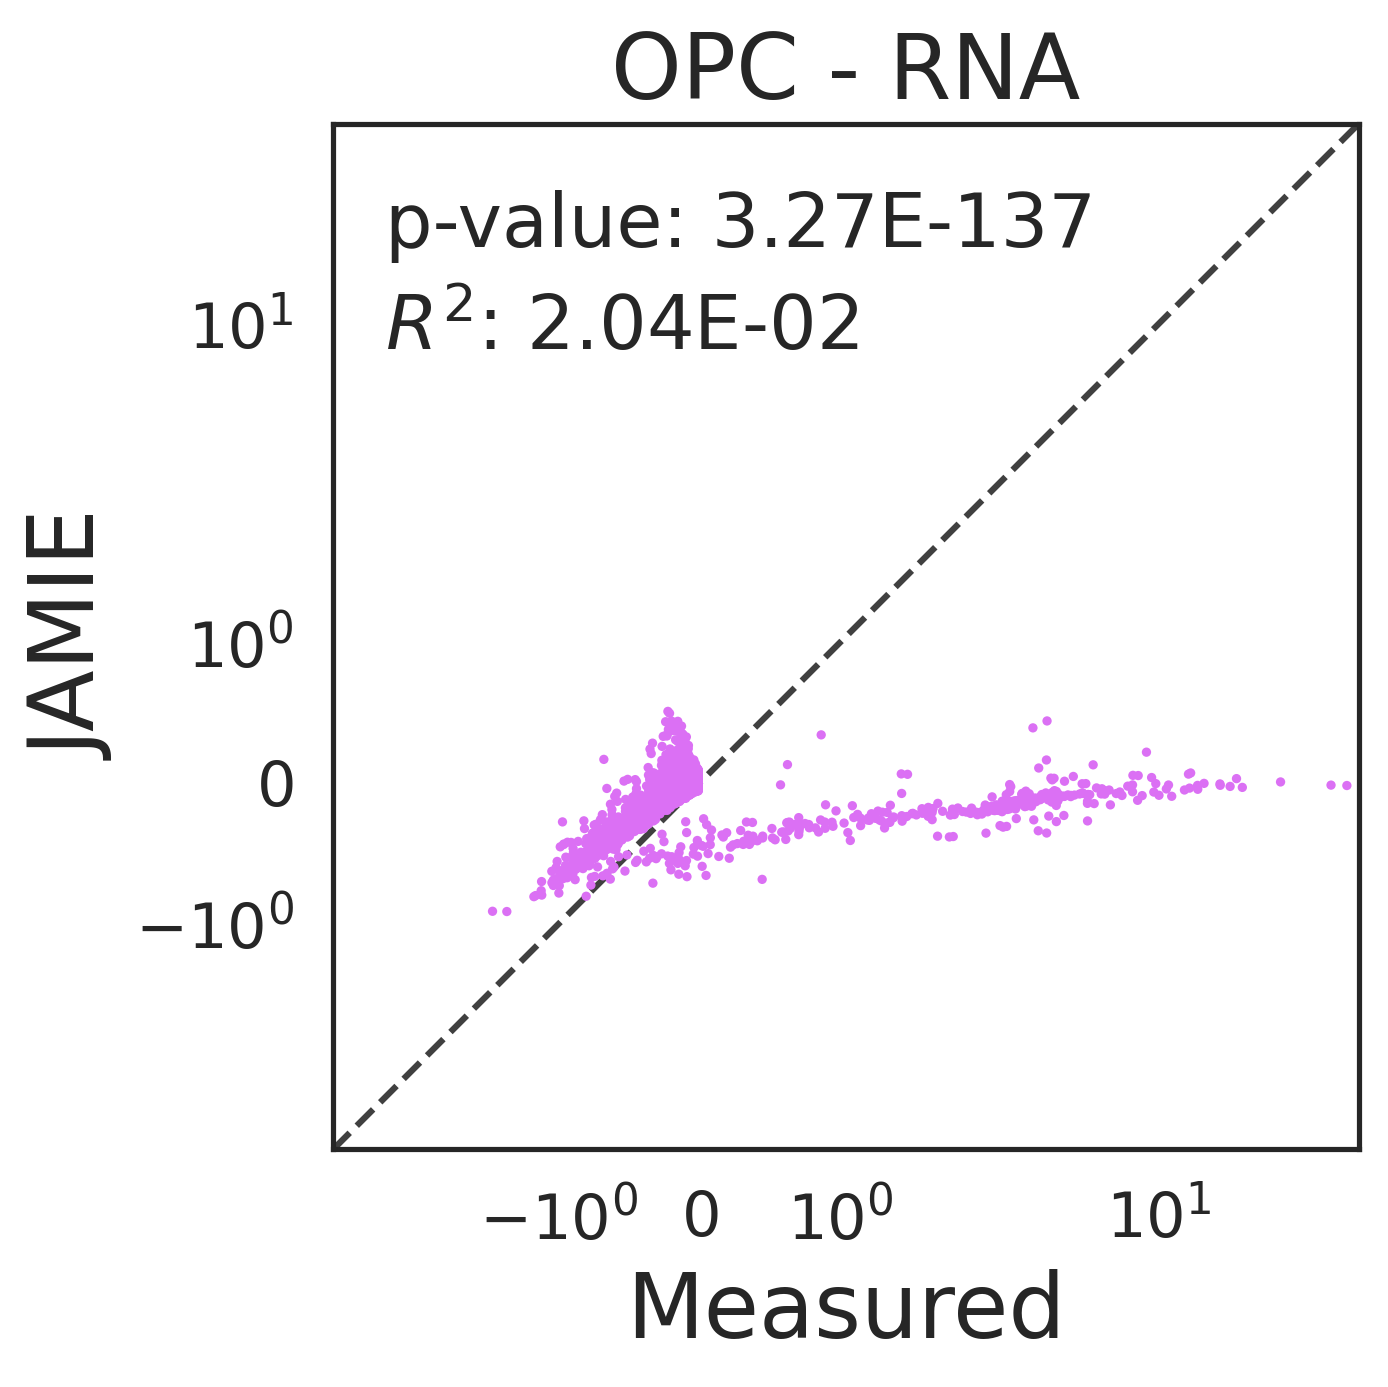 OPC - RNA
p-value: 3.27E-137
R²: 2.04E-02
10¹
10⁰
0
−10⁰
JAMIE
−10⁰ 0 10⁰ 10¹
Measured